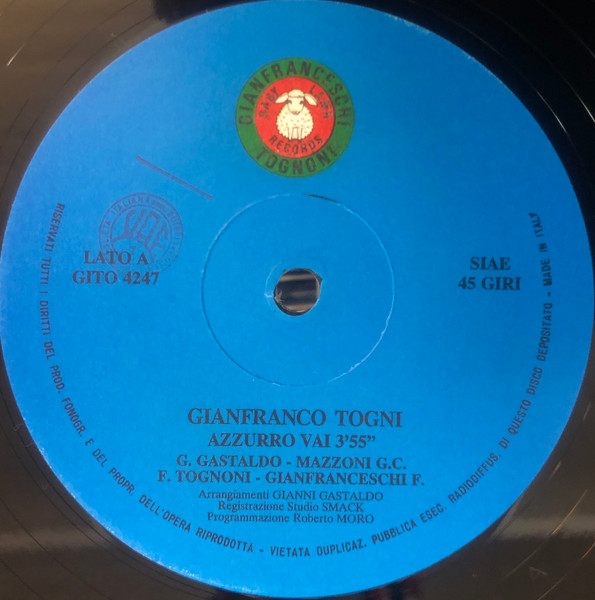 GIANFRANCESCHI
BABY LAMB
RECORDS
TOGNONI
LATO A
GITO 4247
SIAE
45 GIRI
GIANFRANCO TOGNI
AZZURRO VAI 3'55”
G. GASTALDO - MAZZONI G.C.
F. TOGNONI - GIANFRANCESCHI F.
Arrangiamenti GIANNI GASTALDO
Registrazione Studio SMACK
Programmazione Roberto MORO
RISERVATI TUTTI I DIRITTI DEL PROD. FONOGR. E DEL PROPR. DELL'OPERA RIPRODOTTA - VIETATA DUPLICAZ. PUBBLICA ESEC. RADIODIFFUS. DI QUESTO DISCO DEPOSITATO - MADE IN ITALY